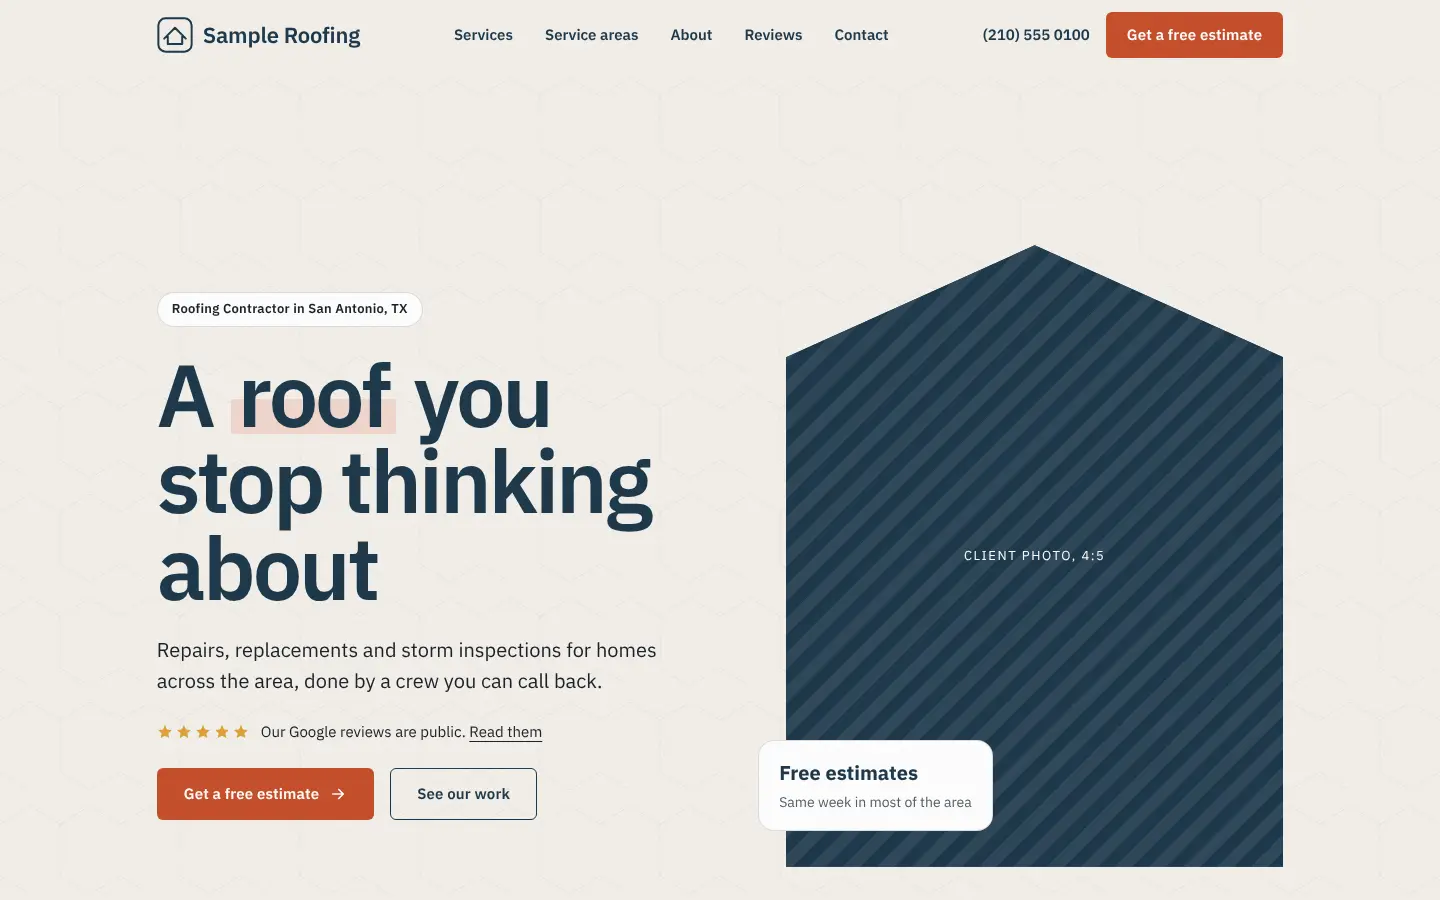 Sample Roofing
Services
Service areas
About
Reviews
Contact
(210) 555 0100
Get a free estimate
Roofing Contractor in San Antonio, TX
A roof you
stop thinking
about
Repairs, replacements and storm inspections for homes
across the area, done by a crew you can call back.
Our Google reviews are public. Read them
Get a free estimate
See our work
CLIENT PHOTO, 4:5
Free estimates
Same week in most of the area